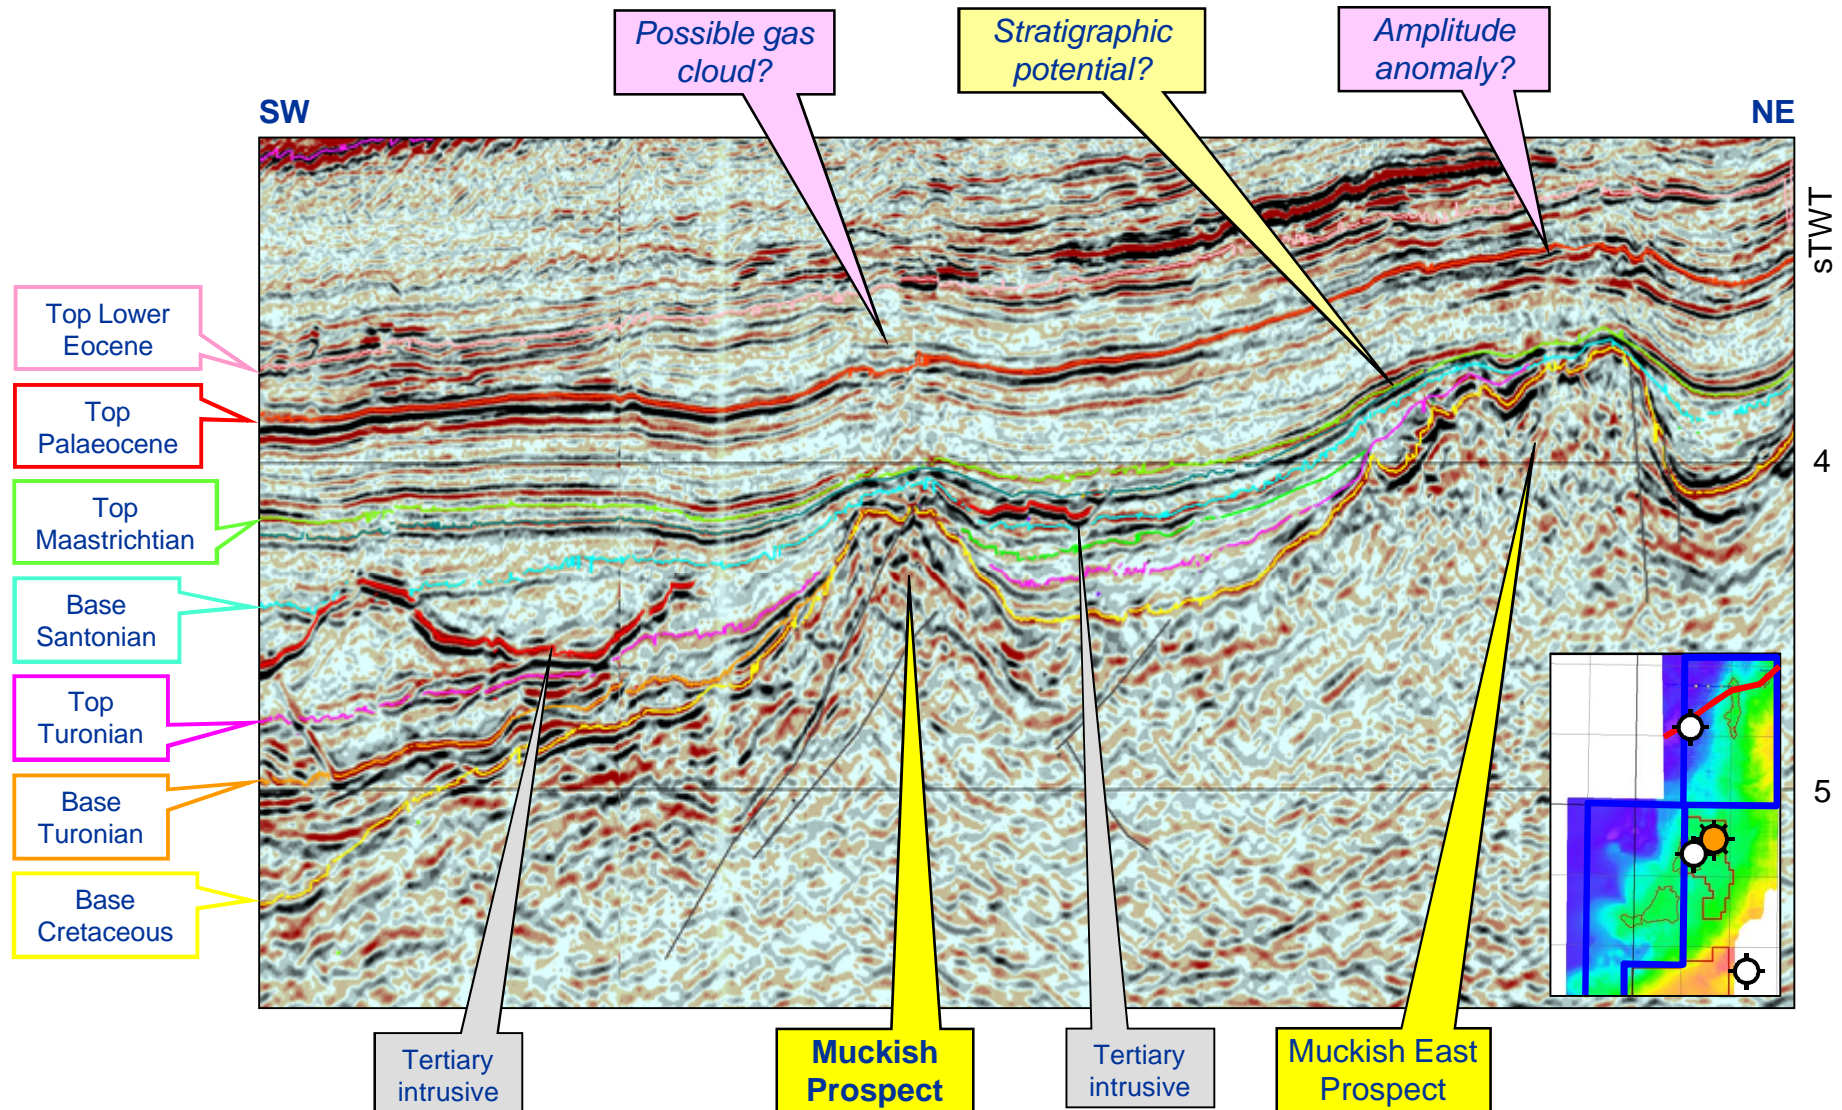 Possible gas
cloud?
Stratigraphic
potential?
Amplitude
anomaly?
SW
NE
sTWT
Top Lower
Eocene
Top
Palaeocene
Top
Maastrichtian
4
Base
Santonian
Top
Turonian
Base
Turonian
5
Base
Cretaceous
Tertiary
intrusive
Muckish
Prospect
Tertiary
intrusive
Muckish East
Prospect